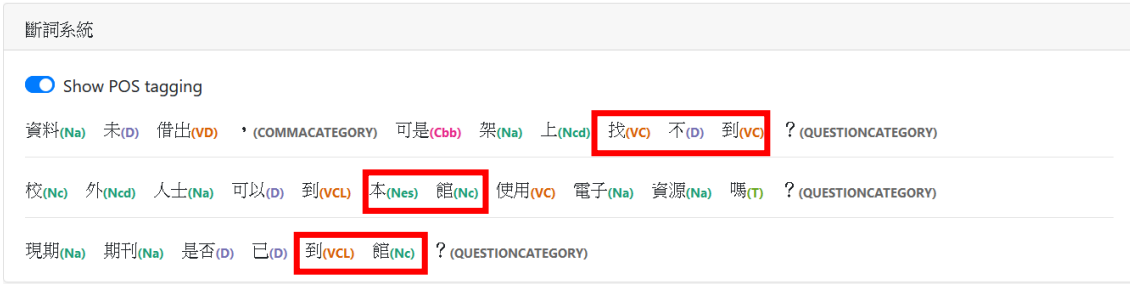 斷詞系統
Show POS tagging
資料(Na) 未(D) 借出(VD) ，(COMMACATEGORY) 可是(Cbb) 架(Na) 上(Ncd) 找(VC) 不(D) 到(VC) ？(QUESTIONCATEGORY)
校(Nc) 外(Ncd) 人士(Na) 可以(D) 到(VCL) 本(Nes) 館(Nc) 使用(VC) 電子(Na) 資源(Na) 嗎(T) ？(QUESTIONCATEGORY)
現期(Na) 期刊(Na) 是否(D) 已(D) 到(VCL) 館(Nc) ？(QUESTIONCATEGORY)